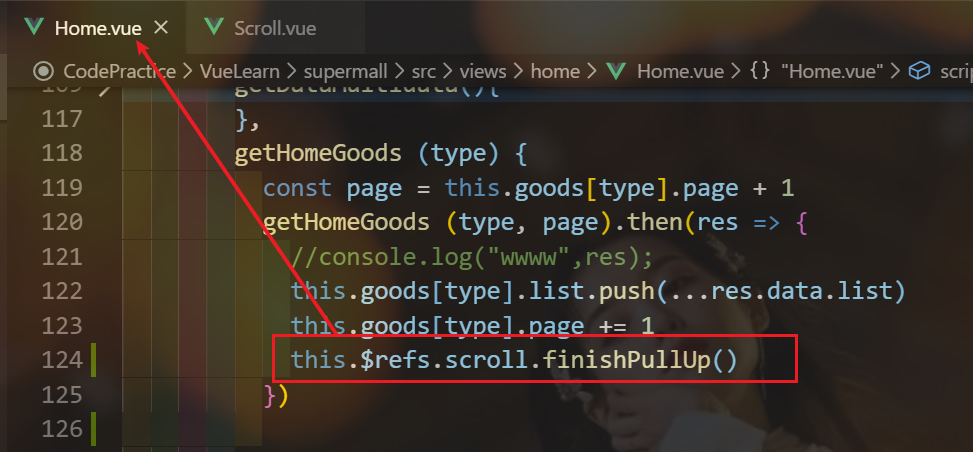 Home.vue × Scroll.vue
CodePractice > VueLearn > supermall > src > views > home > Home.vue > {} "Home.vue" > scrip
109 getDataMultidata(){
117 },
118 getHomeGoods (type) {
119 const page = this.goods[type].page + 1
120 getHomeGoods (type, page).then(res => {
121 //console.log("wwww",res);
122 this.goods[type].list.push(...res.data.list)
123 this.goods[type].page += 1
124 this.$refs.scroll.finishPullUp()
125 })
126